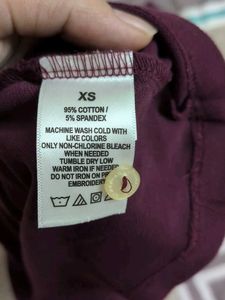 XS
95% COTTON /
5% SPANDEX
MACHINE WASH COLD WITH
LIKE COLORS
ONLY NON-CHLORINE BLEACH
WHEN NEEDED
TUMBLE DRY LOW
WARM IRON IF NEEDED
DO NOT IRON ON